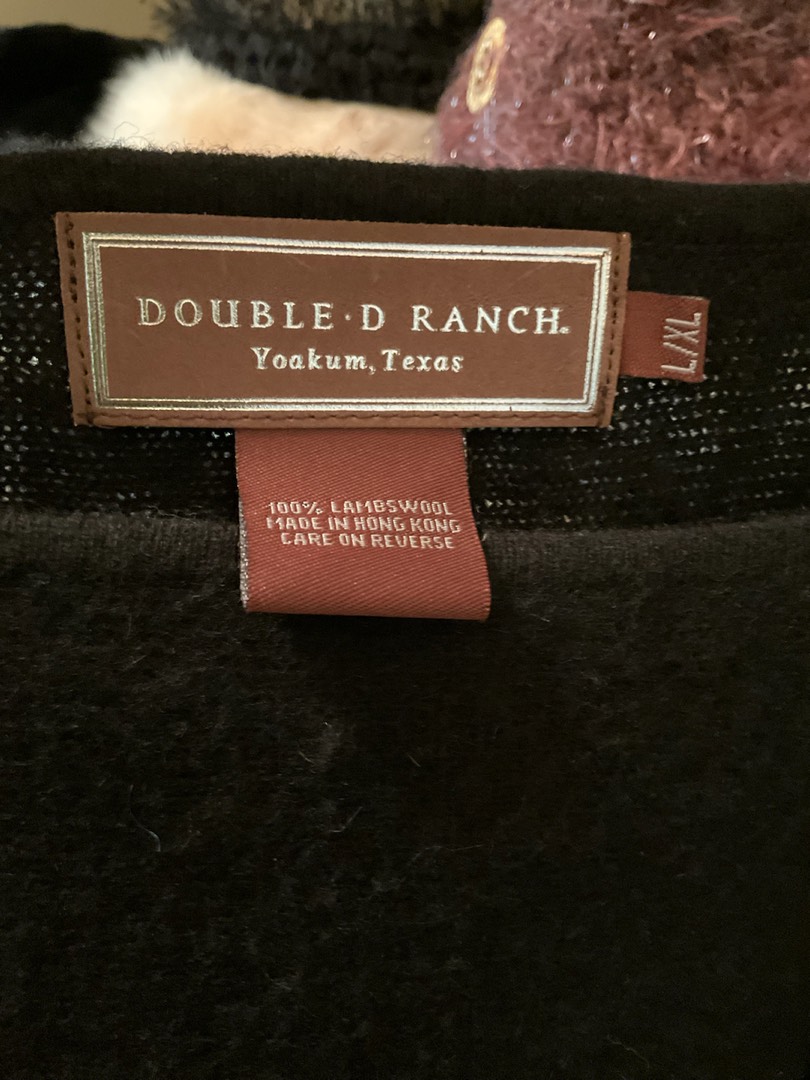 DOUBLE·D RANCH®
Yoakum, Texas
L/XL
100% LAMBSWOOL
MADE IN HONG KONG
CARE ON REVERSE